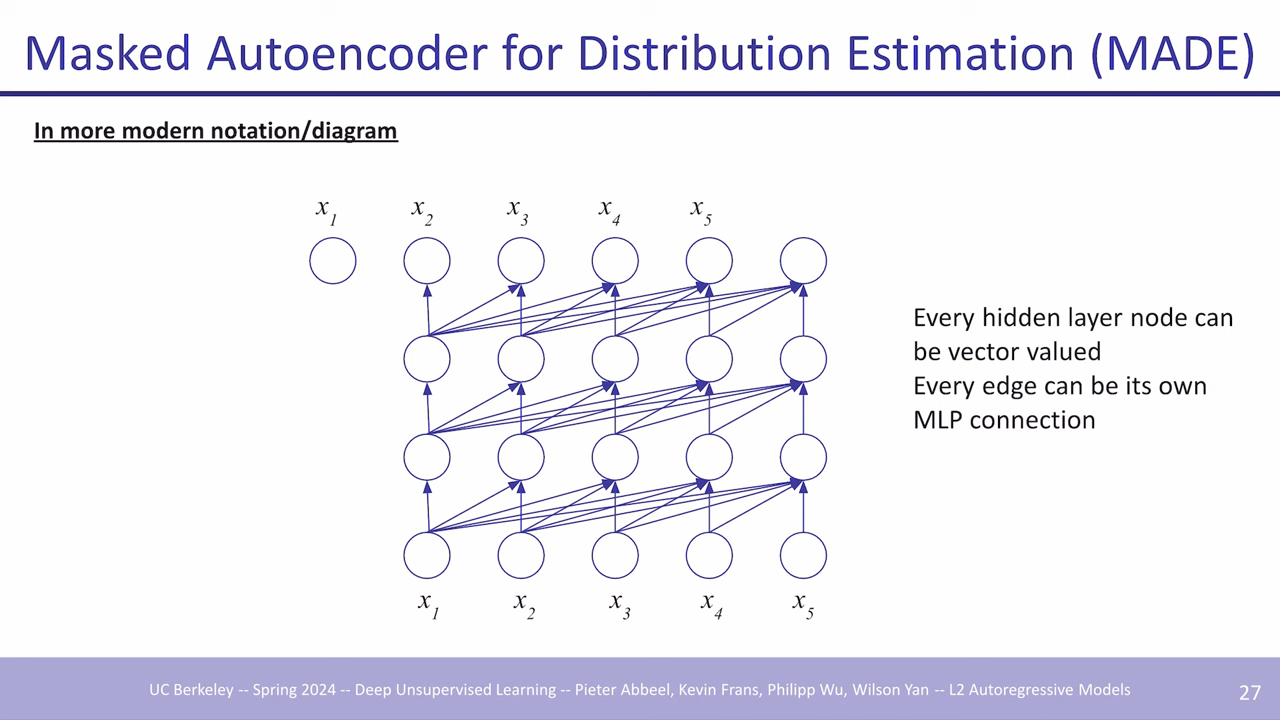 Masked Autoencoder for Distribution Estimation (MADE)
In more modern notation/diagram
x1 x2 x3 x4 x5
Every hidden layer node can
be vector valued
Every edge can be its own
MLP connection
x1 x2 x3 x4 x5
UC Berkeley -- Spring 2024 -- Deep Unsupervised Learning -- Pieter Abbeel, Kevin Frans, Philipp Wu, Wilson Yan -- L2 Autoregressive Models
27